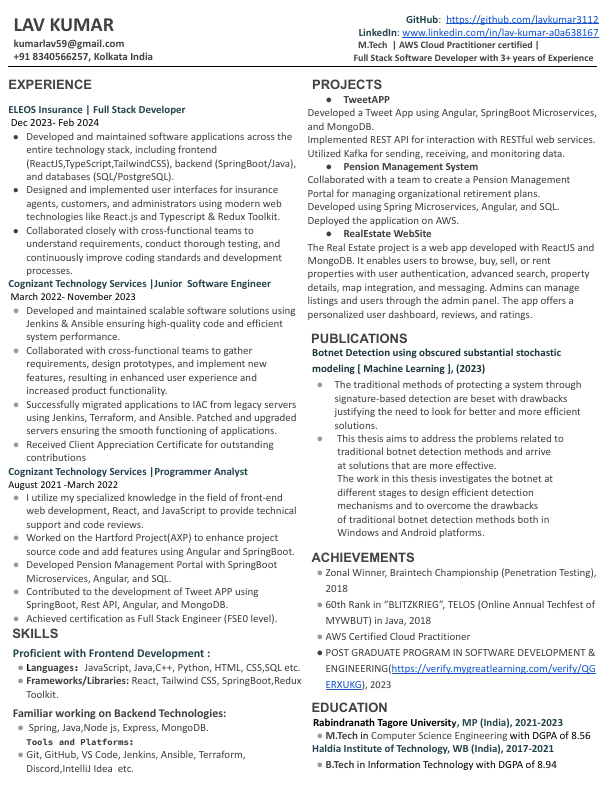 LAV KUMAR
kumarlav59@gmail.com
+91 8340566257, Kolkata India
GitHub: https://github.com/lavkumar3112
LinkedIn: www.linkedin.com/in/lav-kumar-a0a638167
M.Tech | AWS Cloud Practitioner certified |
Full Stack Software Developer with 3+ years of Experience
EXPERIENCE
ELEOS Insurance | Full Stack Developer
Dec 2023- Feb 2024
● Developed and maintained software applications across the
entire technology stack, including frontend
(ReactJS,TypeScript,TailwindCSS), backend (SpringBoot/Java),
and databases (SQL/PostgreSQL).
● Designed and implemented user interfaces for insurance
agents, customers, and administrators using modern web
technologies like React.js and Typescript & Redux Toolkit.
● Collaborated closely with cross-functional teams to
understand requirements, conduct thorough testing, and
continuously improve coding standards and development
processes.
Cognizant Technology Services |Junior Software Engineer
March 2022- November 2023
● Developed and maintained scalable software solutions using
Jenkins & Ansible ensuring high-quality code and efficient
system performance.
● Collaborated with cross-functional teams to gather
requirements, design prototypes, and implement new
features, resulting in enhanced user experience and
increased product functionality.
● Successfully migrated applications to IAC from legacy servers
using Jenkins, Terraform, and Ansible. Patched and upgraded
servers ensuring the smooth functioning of applications.
● Received Client Appreciation Certificate for outstanding
contributions
Cognizant Technology Services |Programmer Analyst
August 2021 -March 2022
● I utilize my specialized knowledge in the field of front-end
web development, React, and JavaScript to provide technical
support and code reviews.
● Worked on the Hartford Project(AXP) to enhance project
source code and add features using Angular and SpringBoot.
● Developed Pension Management Portal with SpringBoot
Microservices, Angular, and SQL.
● Contributed to the development of Tweet APP using
SpringBoot, Rest API, Angular, and MongoDB.
● Achieved certification as Full Stack Engineer (FSE0 level).
SKILLS
Proficient with Frontend Development :
● Languages: JavaScript, Java,C++, Python, HTML, CSS,SQL etc.
● Frameworks/Libraries: React, Tailwind CSS, SpringBoot,Redux
Toolkit.
Familiar working on Backend Technologies:
● Spring, Java,Node js, Express, MongoDB.
Tools and Platforms:
● Git, GitHub, VS Code, Jenkins, Ansible, Terraform,
Discord,IntelliJ Idea etc.
PROJECTS
● TweetAPP
Developed a Tweet App using Angular, SpringBoot Microservices,
and MongoDB.
Implemented REST API for interaction with RESTful web services.
Utilized Kafka for sending, receiving, and monitoring data.
● Pension Management System
Collaborated with a team to create a Pension Management
Portal for managing organizational retirement plans.
Developed using Spring Microservices, Angular, and SQL.
Deployed the application on AWS.
● RealEstate WebSite
The Real Estate project is a web app developed with ReactJS and
MongoDB. It enables users to browse, buy, sell, or rent
properties with user authentication, advanced search, property
details, map integration, and messaging. Admins can manage
listings and users through the admin panel. The app offers a
personalized user dashboard, reviews, and ratings.
PUBLICATIONS
Botnet Detection using obscured substantial stochastic
modeling [ Machine Learning ], (2023)
● The traditional methods of protecting a system through
signature-based detection are beset with drawbacks
justifying the need to look for better and more efficient
solutions.
● This thesis aims to address the problems related to
traditional botnet detection methods and arrive
at solutions that are more effective.
The work in this thesis investigates the botnet at
different stages to design efficient detection
mechanisms and to overcome the drawbacks
of traditional botnet detection methods both in
Windows and Android platforms.
ACHIEVEMENTS
● Zonal Winner, Braintech Championship (Penetration Testing),
2018
● 60th Rank in “BLITZKRIEG”, TELOS (Online Annual Techfest of
MYWBUT) in Java, 2018
● AWS Certified Cloud Practitioner
● POST GRADUATE PROGRAM IN SOFTWARE DEVELOPMENT &
ENGINEERING(https://verify.mygreatlearning.com/verify/QG
ERXUKG), 2023
EDUCATION
Rabindranath Tagore University, MP (India), 2021-2023
● M.Tech in Computer Science Engineering with DGPA of 8.56
Haldia Institute of Technology, WB (India), 2017-2021
● B.Tech in Information Technology with DGPA of 8.94